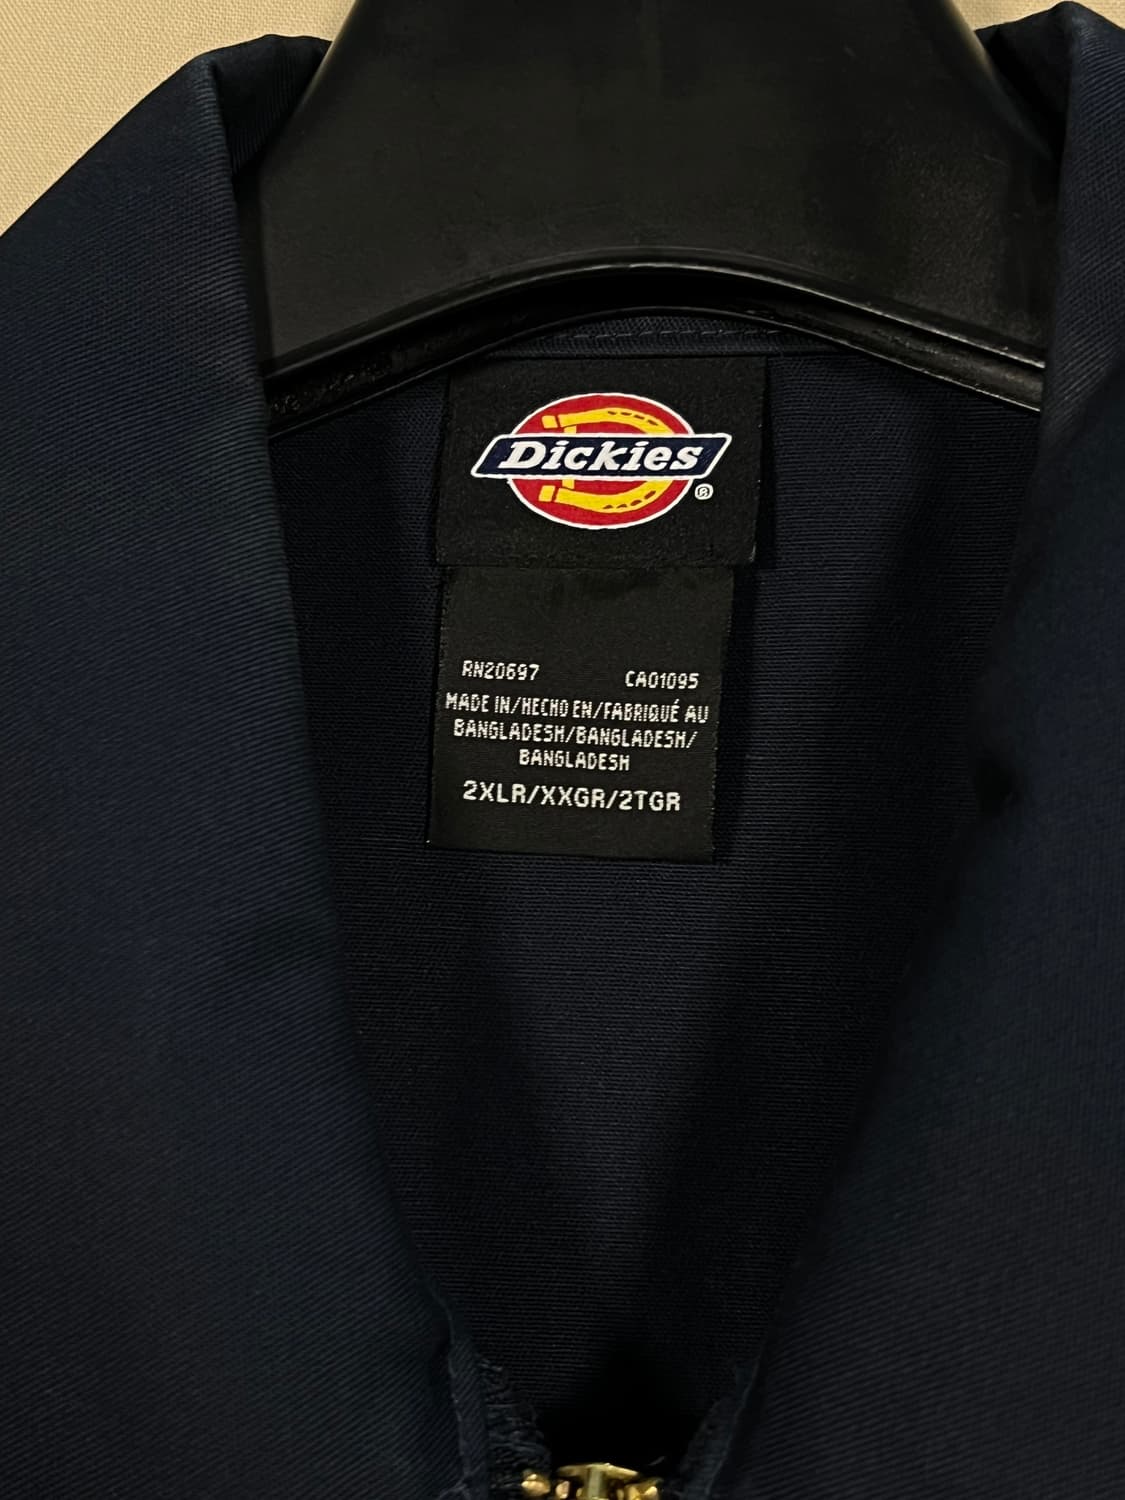 Dickies
®
RN20697 CA01095
MADE IN/HECHO EN/FABRIQUÉ AU
BANGLADESH/BANGLADESH/
BANGLADESH
2XLR/XXGR/2TGR